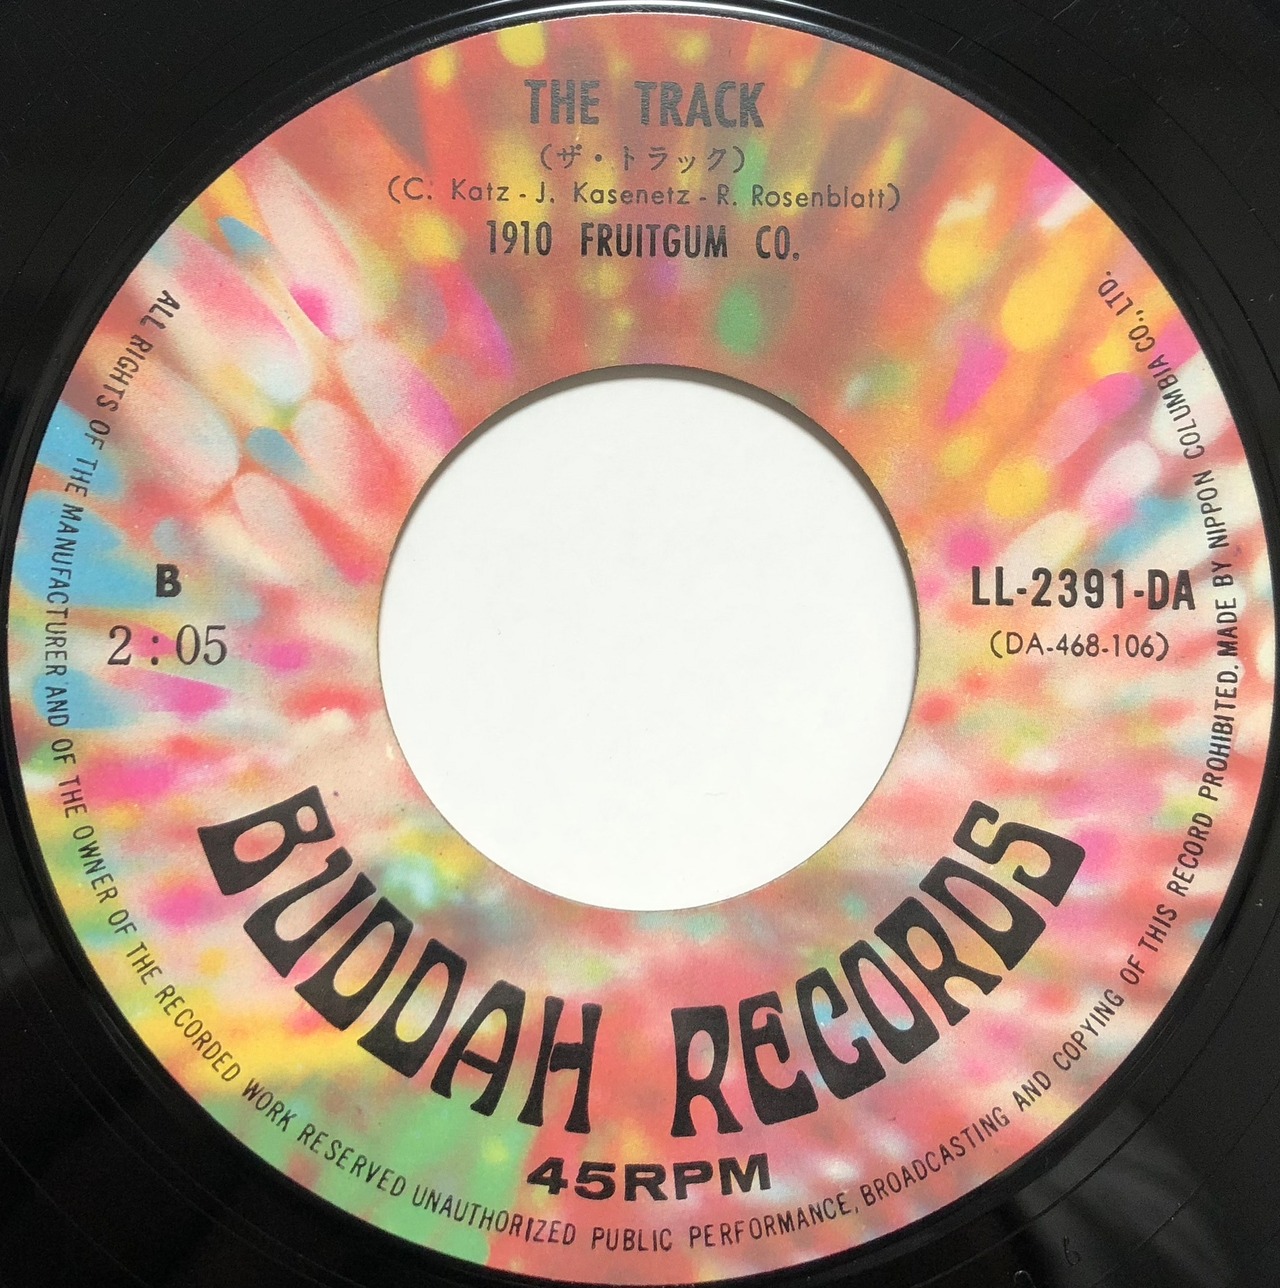 THE TRACK
(ザ・トラック)
(C. Katz - J. Kasenetz - R. Rosenblatt)
1910 FRUITGUM CO.
B
2:05
LL-2391-DA
(DA-468-106)
BUDDAH RECORDS
45RPM
ALL RIGHTS OF THE MANUFACTURER AND OF THE OWNER OF THE RECORDED WORK RESERVED UNAUTHORIZED PUBLIC PERFORMANCE, BROADCASTING AND COPYING OF THIS RECORD PROHIBITED. MADE BY NIPPON COLUMBIA CO., LTD.